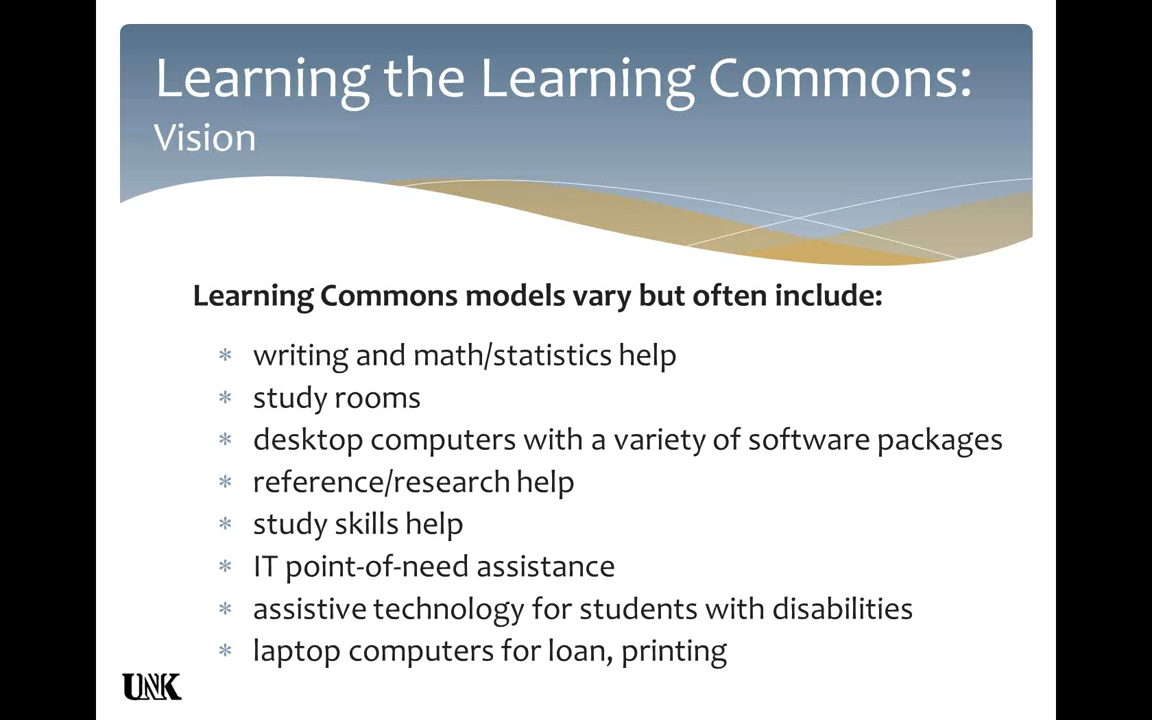 Learning the Learning Commons:
Vision
Learning Commons models vary but often include:
* writing and math/statistics help
* study rooms
* desktop computers with a variety of software packages
* reference/research help
* study skills help
* IT point-of-need assistance
* assistive technology for students with disabilities
* laptop computers for loan, printing
UNK